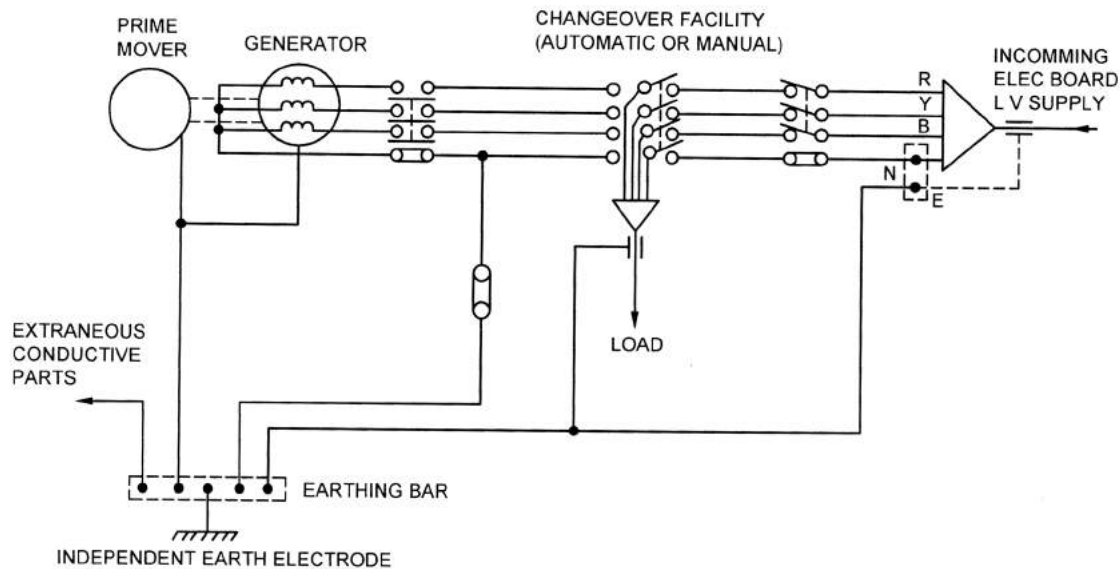 PRIME
MOVER
GENERATOR
CHANGEOVER FACILITY
(AUTOMATIC OR MANUAL)
INCOMMING
ELEC BOARD
L V SUPPLY
R
Y
B
N
E
LOAD
EXTRANEOUS
CONDUCTIVE
PARTS
EARTHING BAR
INDEPENDENT EARTH ELECTRODE